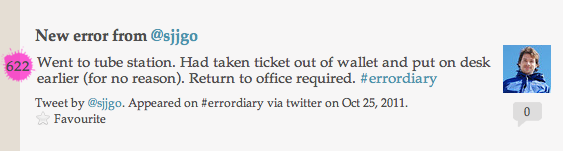 New error from @sjjgo
622
Went to tube station. Had taken ticket out of wallet and put on desk
earlier (for no reason). Return to office required. #errordiary
Tweet by @sjjgo. Appeared on #errordiary via twitter on Oct 25, 2011.
Favourite
0